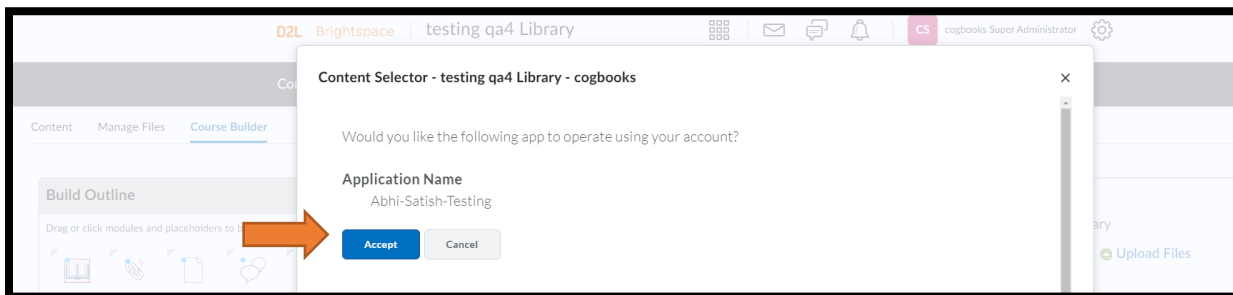 D2L Brightspace testing qa4 Library CS cogbooks Super Administrator
Content Selector - testing qa4 Library - cogbooks ×
Co
Content Manage Files Course Builder
Would you like the following app to operate using your account?
Application Name
Abhi-Satish-Testing
Build Outline
Drag or click modules and placeholders to b
Accept Cancel
ary
Upload Files